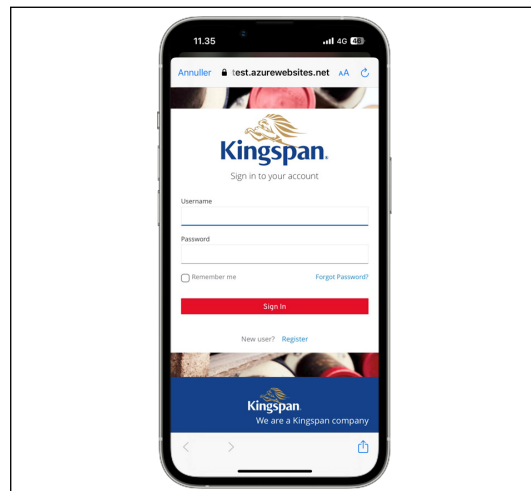 11.35
4G 48
Annuller test.azurewebsites.net AA
Kingspan.
Sign in to your account
Username
Password
Remember me Forgot Password?
Sign In
New user? Register
Kingspan.
We are a Kingspan company